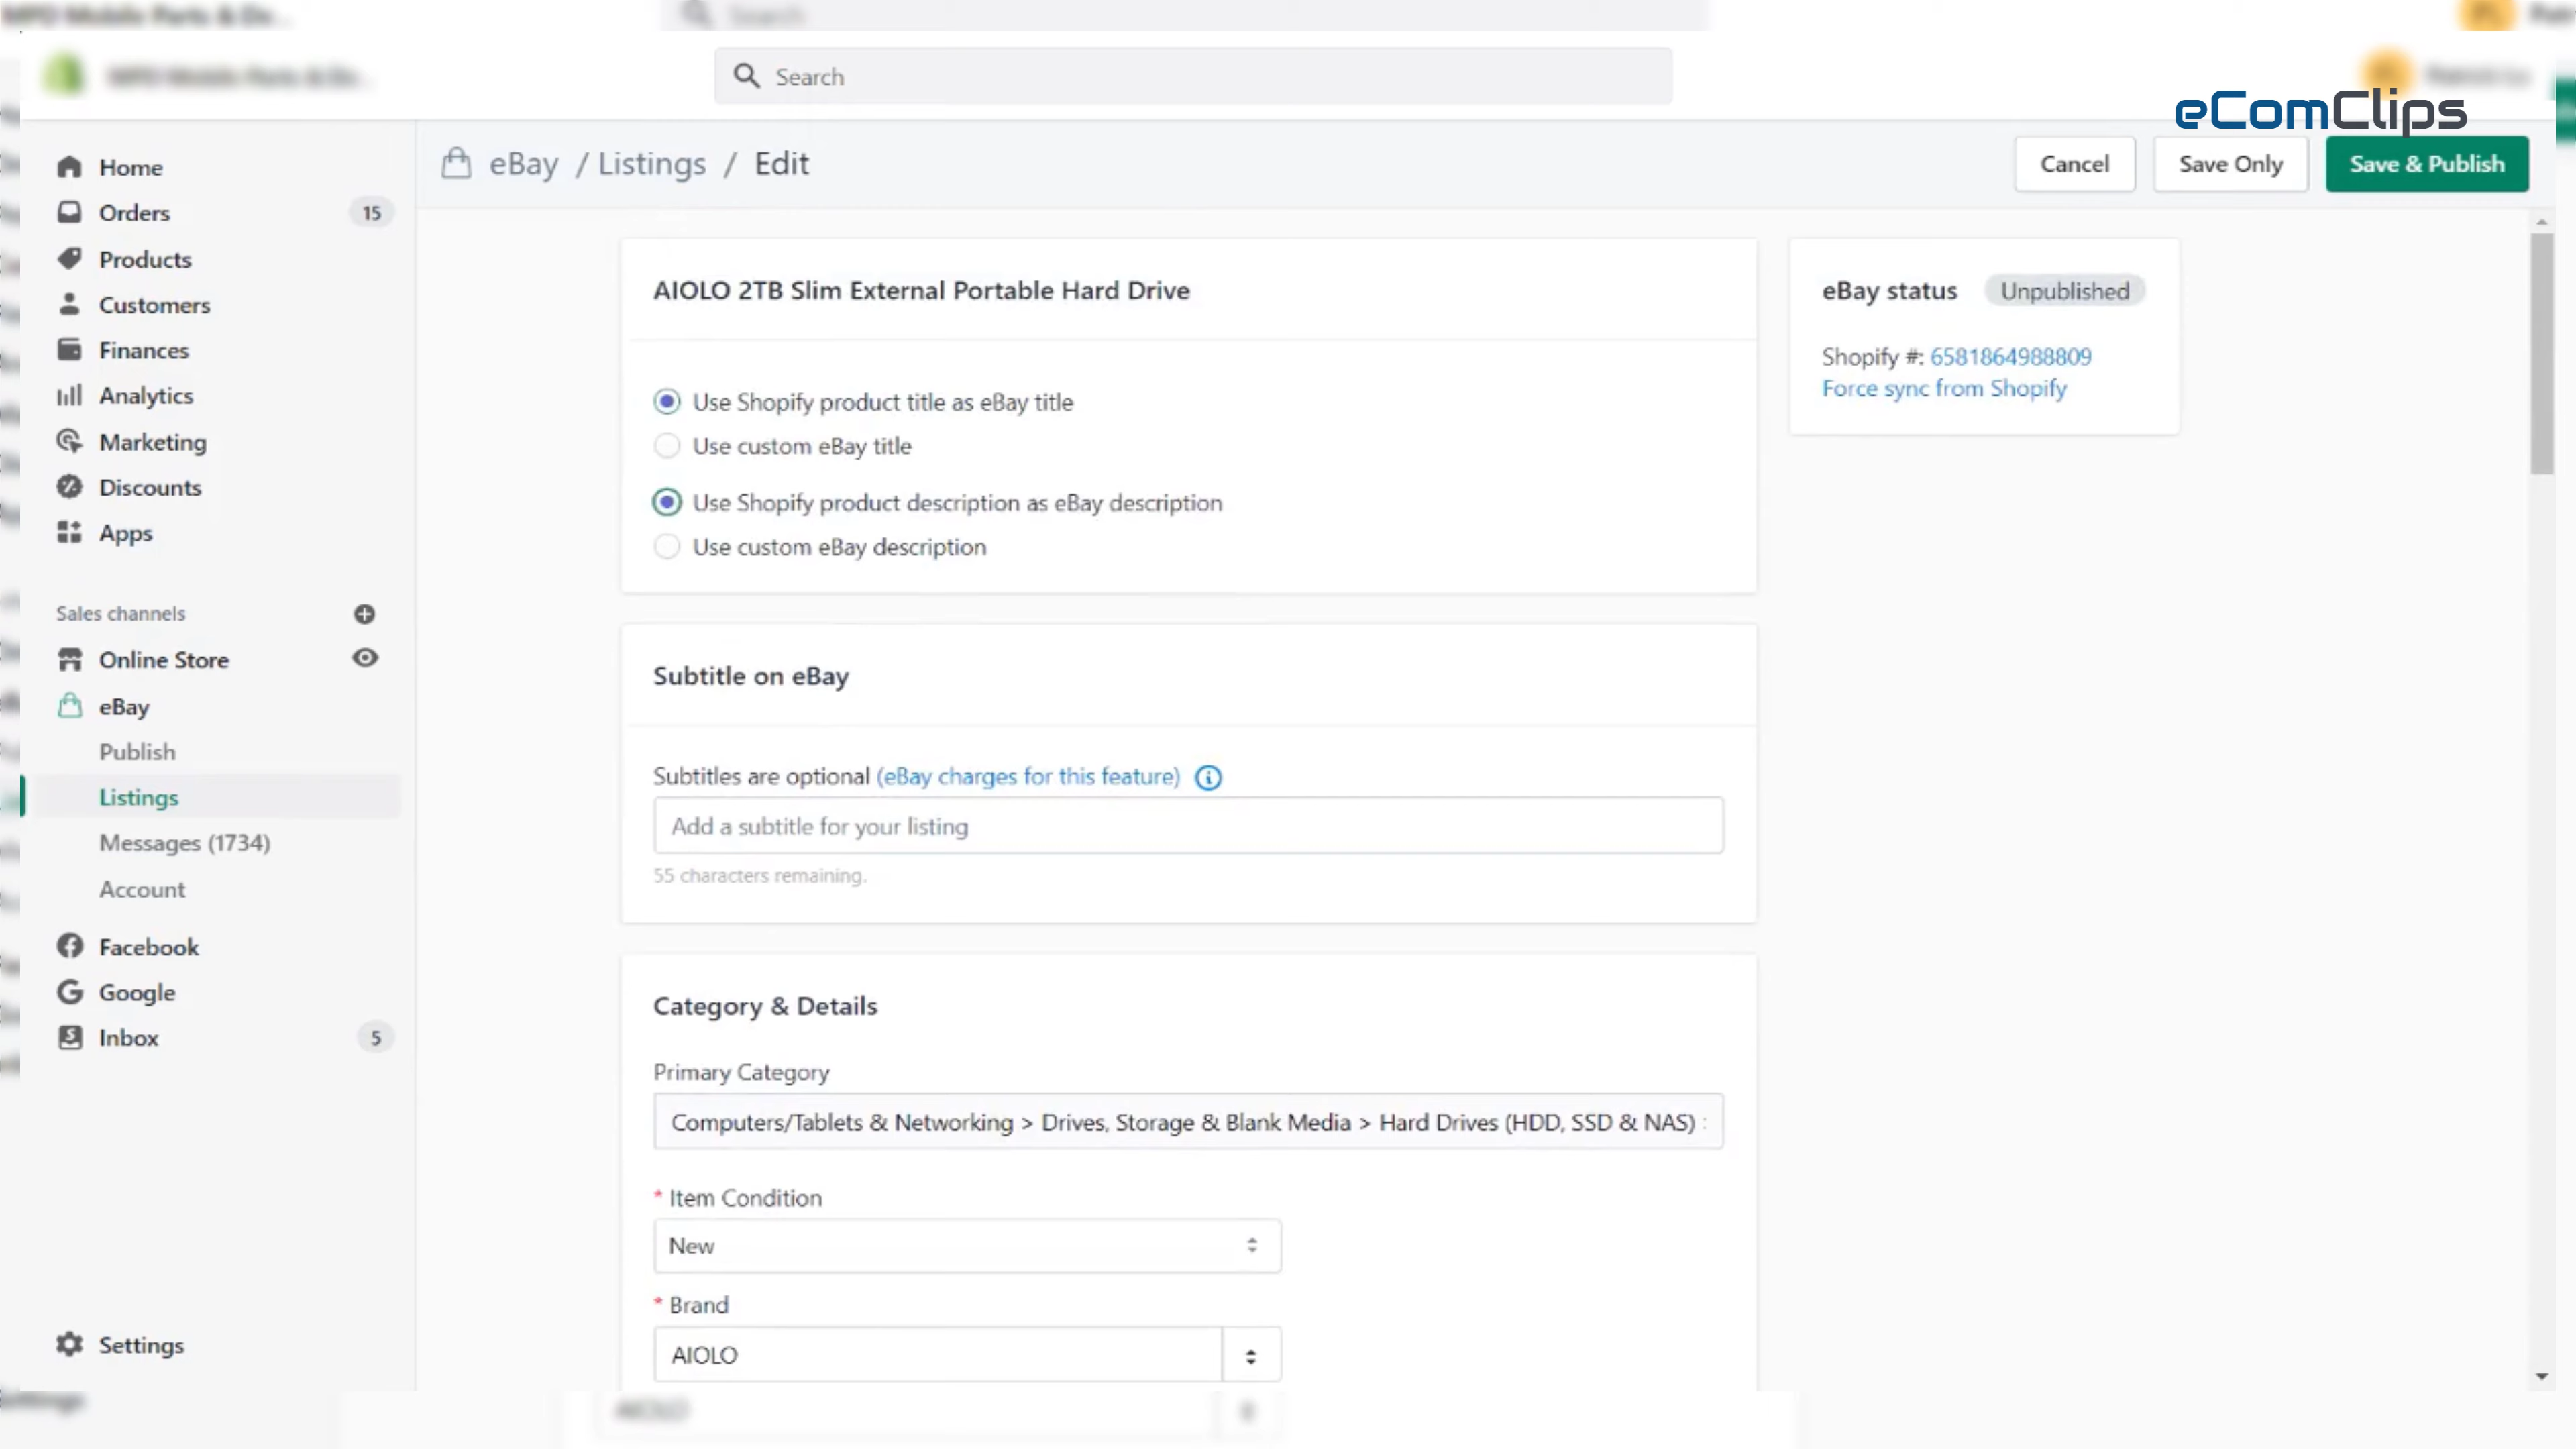 Search
eComClips
Home
Orders 15
Products
Customers
Finances
Analytics
Marketing
Discounts
Apps
Sales channels
Online Store
eBay
Publish
Listings
Messages (1734)
Account
Facebook
Google
Inbox 5
Settings
eBay / Listings / Edit
Cancel Save Only Save & Publish
AIOLO 2TB Slim External Portable Hard Drive
Use Shopify product title as eBay title
Use custom eBay title
Use Shopify product description as eBay description
Use custom eBay description
eBay status Unpublished
Shopify #: 6581864988809
Force sync from Shopify
Subtitle on eBay
Subtitles are optional (eBay charges for this feature)
Add a subtitle for your listing
55 characters remaining.
Category & Details
Primary Category
Computers/Tablets & Networking > Drives, Storage & Blank Media > Hard Drives (HDD, SSD & NAS)
* Item Condition
New
* Brand
AIOLO